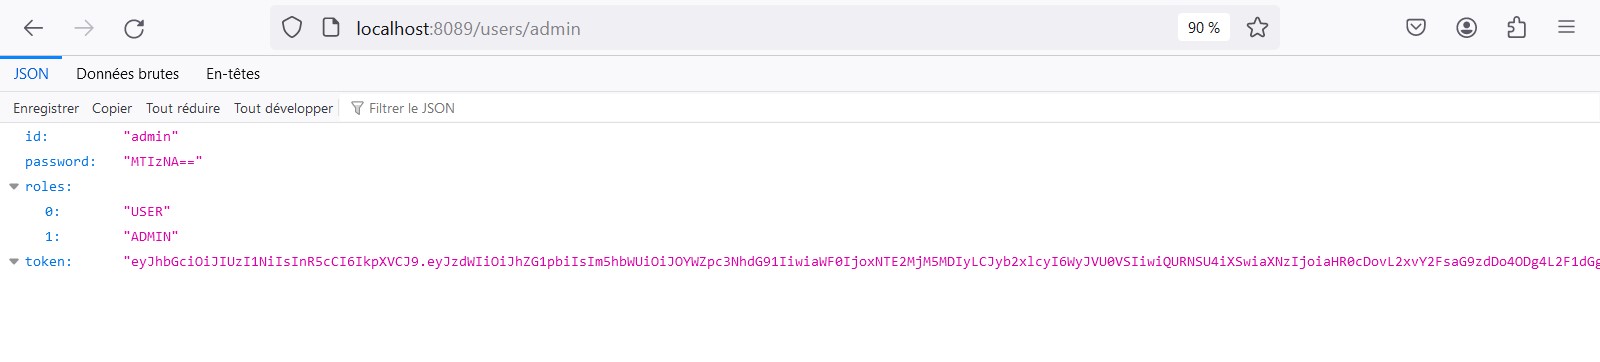 localhost:8089/users/admin 90 %
JSON Données brutes En-têtes
Enregistrer Copier Tout réduire Tout développer Filtrer le JSON
id: "admin"
password: "MTIzNA=="
roles:
0: "USER"
1: "ADMIN"
token: "eyJhbGciOiJIUzI1NiIsInR5cCI6IkpXVCJ9.eyJzdWIiOiJhZG1pbiIsIm5hbWUiOiJOYWZpc3NhdG91IiwiaWF0IjoxNTE2MjM5MDIyLCJyb2xlcyI6WyJVU0VSIiwiQURNSU4iXSwiaXNzIjoiaHR0cDovL2xvY2FsaG9zdDo4ODg4L2F1dGg